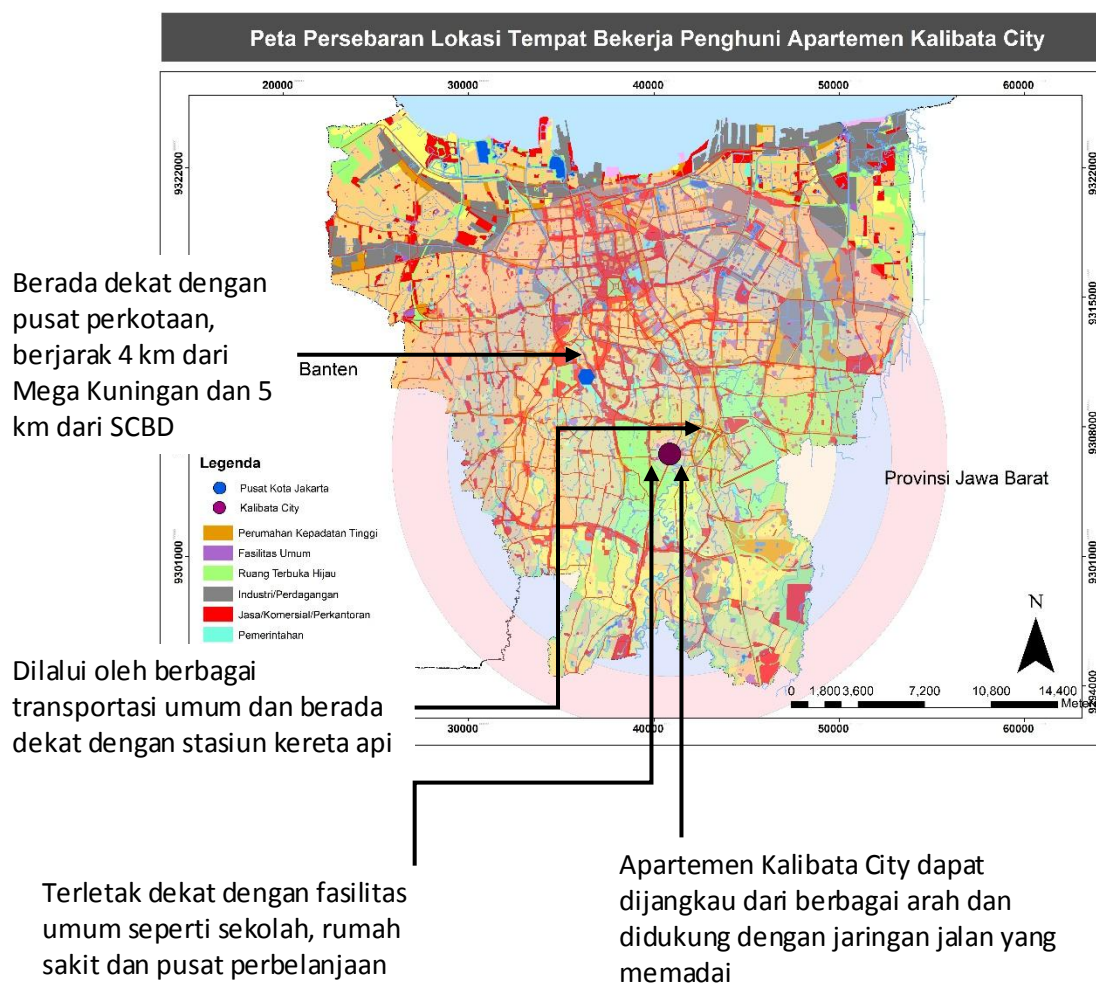 Peta Persebaran Lokasi Tempat Bekerja Penghuni Apartemen Kalibata City
20000 30000 40000 50000 60000
9322000 9322000
9315000
9308000
9301000 9301000
9294000
Berada dekat dengan
pusat perkotaan,
berjarak 4 km dari
Mega Kuningan dan 5
km dari SCBD
Banten
Provinsi Jawa Barat
Legenda
Pusat Kota Jakarta
Kalibata City
Perumahan Kepadatan Tinggi
Fasilitas Umum
Ruang Terbuka Hijau
Industri/Perdagangan
Jasa/Komersial/Perkantoran
Pemerintahan
N
0 1,800 3,600 7,200 10,800 14,400
Meter
30000 40000 50000 60000
Dilalui oleh berbagai
transportasi umum dan berada
dekat dengan stasiun kereta api
Terletak dekat dengan fasilitas
umum seperti sekolah, rumah
sakit dan pusat perbelanjaan
Apartemen Kalibata City dapat
dijangkau dari berbagai arah dan
didukung dengan jaringan jalan yang
memadai